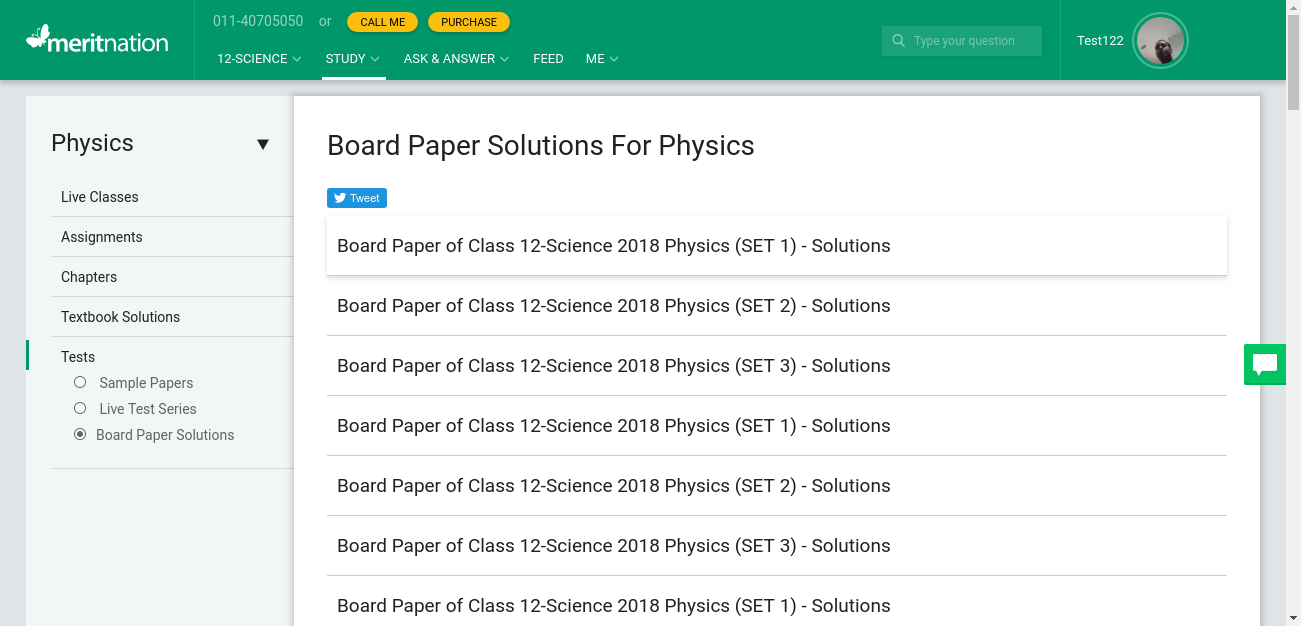 meritnation
011-40705050 or CALL ME PURCHASE
12-SCIENCE STUDY ASK & ANSWER FEED ME
Type your question
Test122
Physics
Live Classes
Assignments
Chapters
Textbook Solutions
Tests
Sample Papers
Live Test Series
Board Paper Solutions
Board Paper Solutions For Physics
Tweet
Board Paper of Class 12-Science 2018 Physics (SET 1) - Solutions
Board Paper of Class 12-Science 2018 Physics (SET 2) - Solutions
Board Paper of Class 12-Science 2018 Physics (SET 3) - Solutions
Board Paper of Class 12-Science 2018 Physics (SET 1) - Solutions
Board Paper of Class 12-Science 2018 Physics (SET 2) - Solutions
Board Paper of Class 12-Science 2018 Physics (SET 3) - Solutions
Board Paper of Class 12-Science 2018 Physics (SET 1) - Solutions